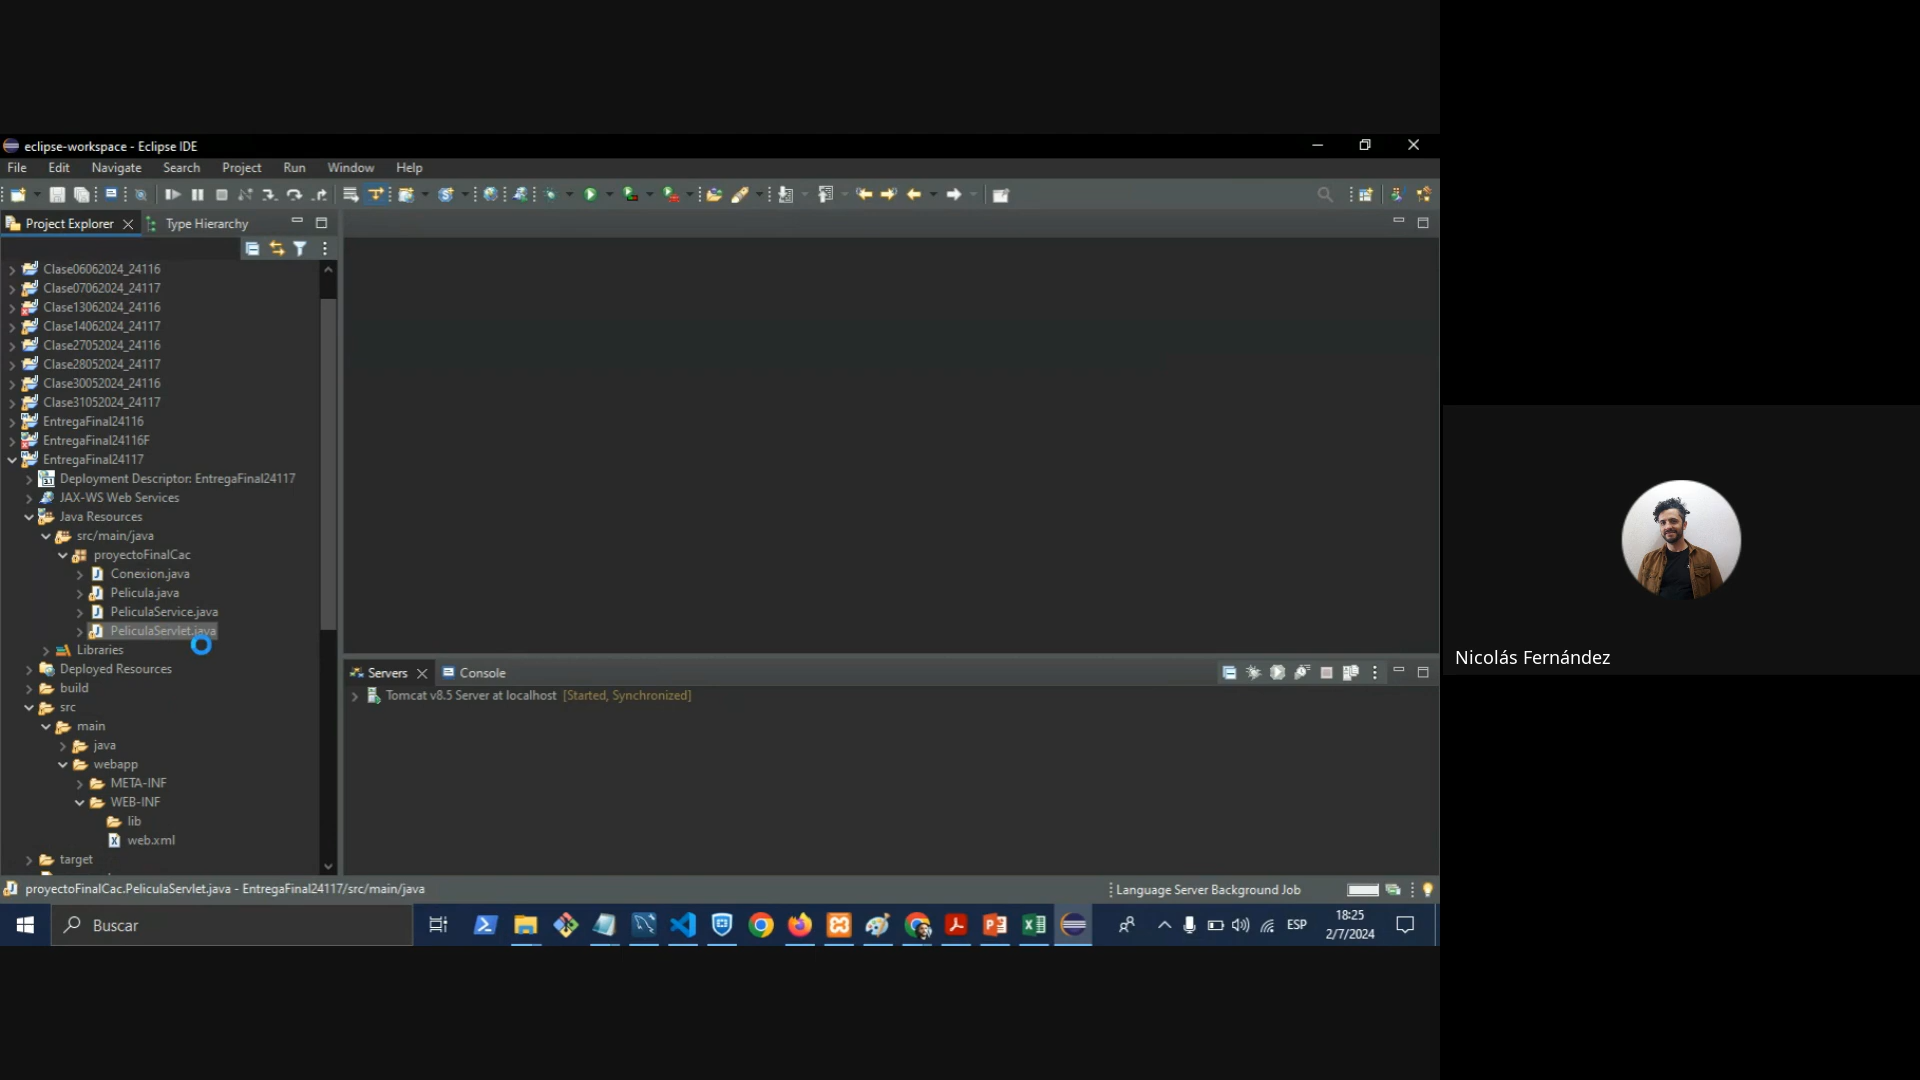 eclipse-workspace - Eclipse IDE
File Edit Navigate Search Project Run Window Help
Project Explorer Type Hierarchy
Clase06062024_24116
Clase07062024_24117
Clase13062024_24116
Clase14062024_24117
Clase27052024_24116
Clase28052024_24117
Clase30052024_24116
Clase31052024_24117
EntregaFinal24116
EntregaFinal24116F
EntregaFinal24117
Deployment Descriptor: EntregaFinal24117
JAX-WS Web Services
Java Resources
src/main/java
proyectoFinalCac
Conexion.java
Pelicula.java
PeliculaService.java
PeliculaServlet.java
Libraries
Deployed Resources
build
src
main
java
webapp
META-INF
WEB-INF
lib
web.xml
target
Servers Console
Tomcat v8.5 Server at localhost [Started, Synchronized]
proyectoFinalCac.PeliculaServlet.java - EntregaFinal24117/src/main/java
Language Server Background Job
Buscar
ESP
18:25
2/7/2024
Nicolás Fernández